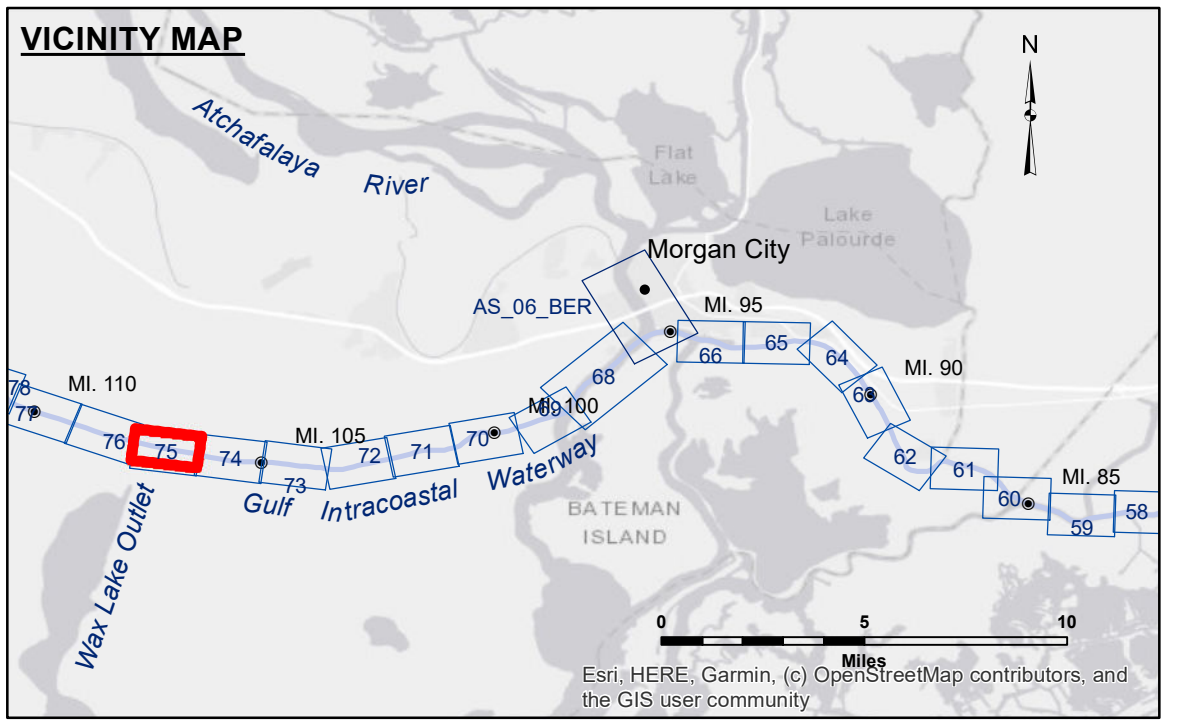 VICINITY MAP
N
Atchafalaya
River
Flat
Lake
Lake
Palourde
Morgan City
AS_06_BER
MI. 95
66
65
64
MI. 90
63
68
69
MI. 100
MI. 110
78
77
76
75
74
MI. 105
73
72
71
70
62
61
60
MI. 85
59
58
Gulf
Intracoastal
Waterway
Wax Lake Outlet
BATEMAN
ISLAND
0
5
10
Miles
Esri, HERE, Garmin, (c) OpenStreetMap contributors, and
the GIS user community